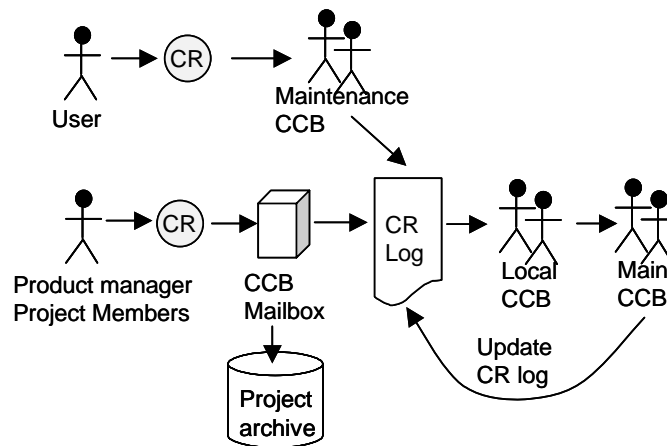 CR
User
Maintenance
CCB
CR
CR
Log
Product manager
Project Members
CCB
Mailbox
Local
CCB
Main
CCB
Update
CR log
Project
archive